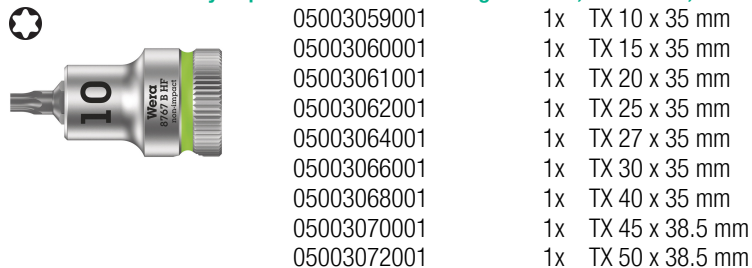 05003059001 1x TX 10 x 35 mm
05003060001 1x TX 15 x 35 mm
05003061001 1x TX 20 x 35 mm
05003062001 1x TX 25 x 35 mm
05003064001 1x TX 27 x 35 mm
05003066001 1x TX 30 x 35 mm
05003068001 1x TX 40 x 35 mm
05003070001 1x TX 45 x 38.5 mm
05003072001 1x TX 50 x 38.5 mm
10
Wera
8767 B HF
non-impact